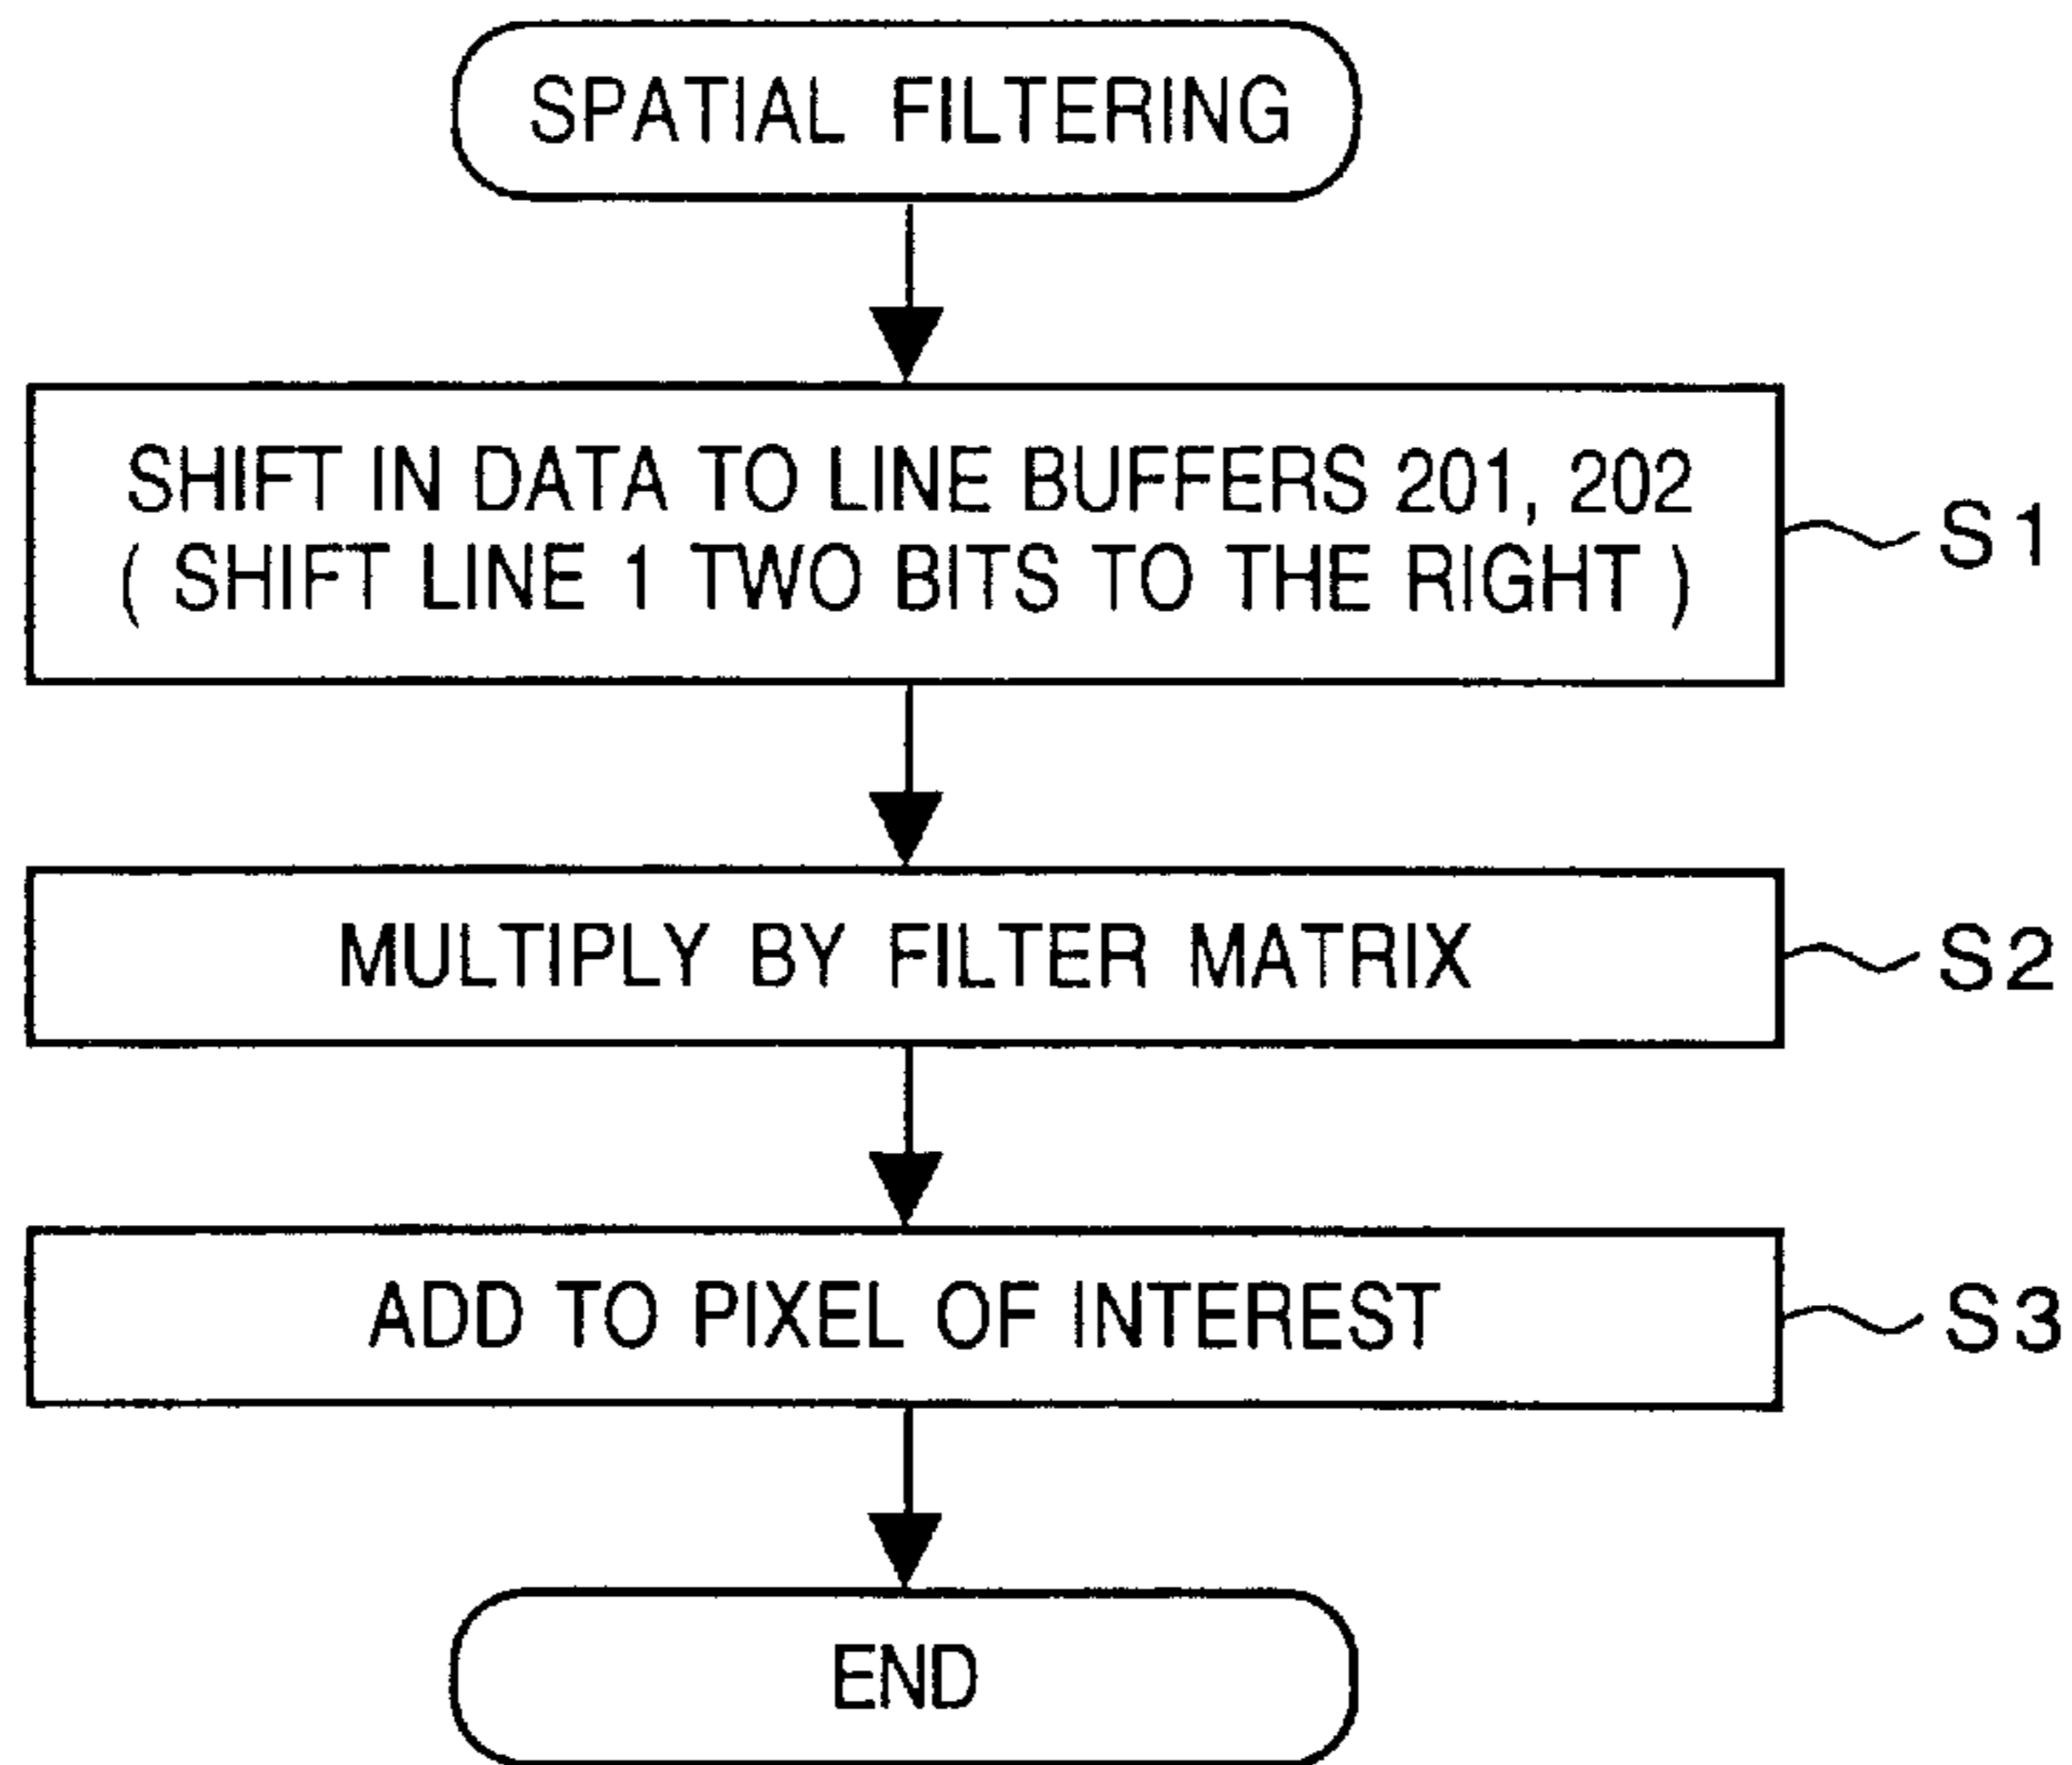 SPATIAL FILTERING
SHIFT IN DATA TO LINE BUFFERS 201, 202
( SHIFT LINE 1 TWO BITS TO THE RIGHT )
S1
MULTIPLY BY FILTER MATRIX
S2
ADD TO PIXEL OF INTEREST
S3
END